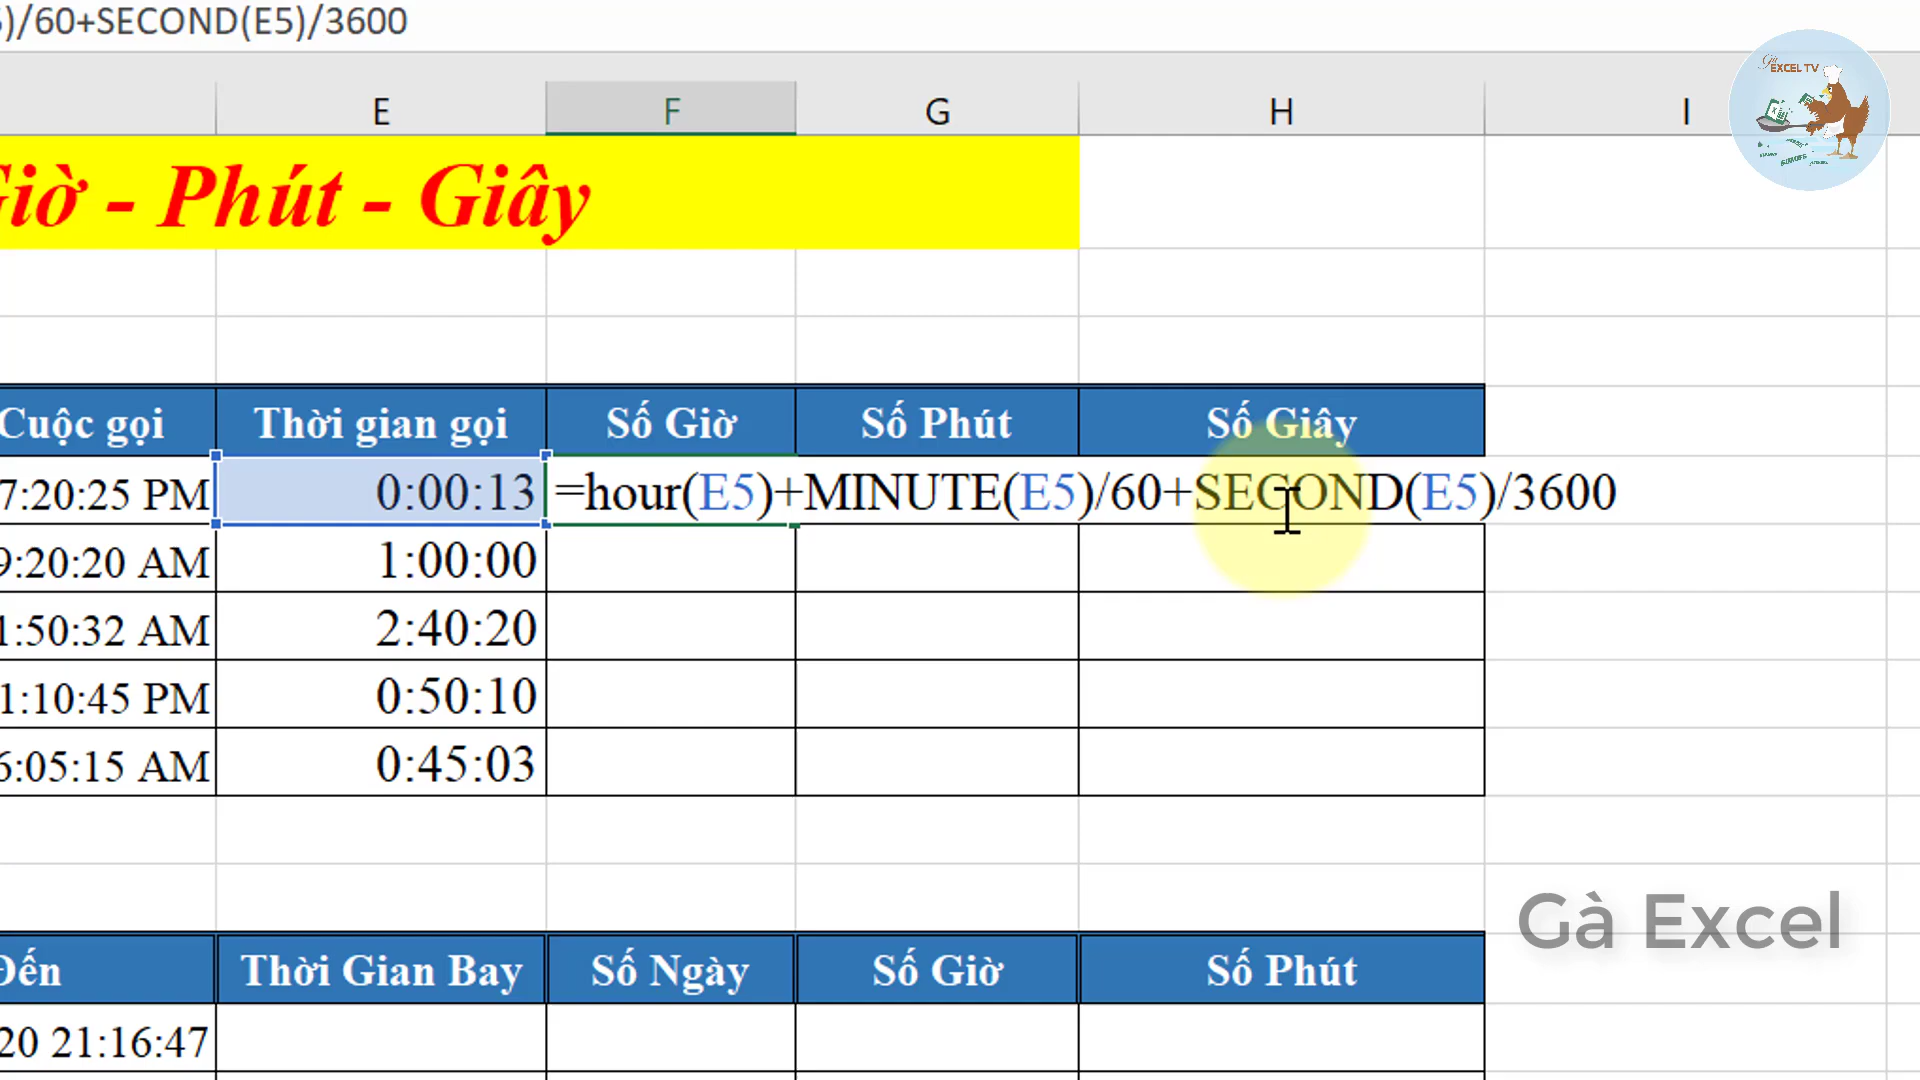 )/60+SECOND(E5)/3600
E F G H I
Gà
EXCEL TV
Giờ - Phút - Giây
Cuộc gọi Thời gian gọi Số Giờ Số Phút Số Giây
7:20:25 PM 0:00:13 =hour(E5)+MINUTE(E5)/60+SECOND(E5)/3600
9:20:20 AM 1:00:00
1:50:32 AM 2:40:20
1:10:45 PM 0:50:10
6:05:15 AM 0:45:03
Gà Excel
Đến Thời Gian Bay Số Ngày Số Giờ Số Phút
20 21:16:47